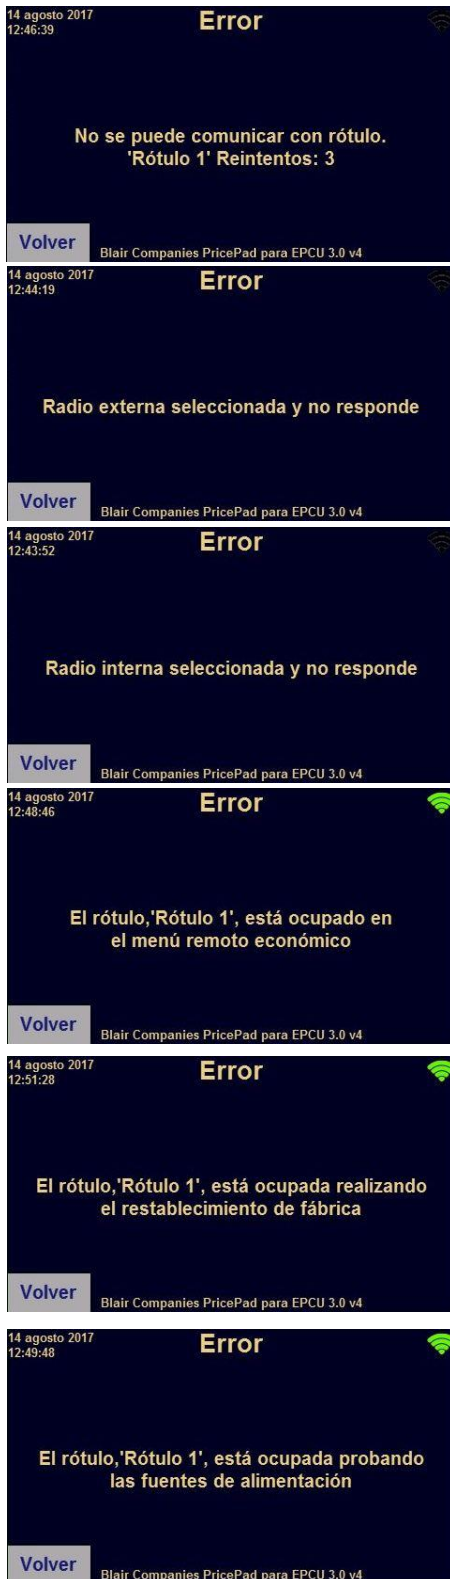 14 agosto 2017
12:46:39
Error
No se puede comunicar con rótulo.
'Rótulo 1' Reintentos: 3
Volver
Blair Companies PricePad para EPCU 3.0 v4
14 agosto 2017
12:44:19
Error
Radio externa seleccionada y no responde
Volver
Blair Companies PricePad para EPCU 3.0 v4
14 agosto 2017
12:43:52
Error
Radio interna seleccionada y no responde
Volver
Blair Companies PricePad para EPCU 3.0 v4
14 agosto 2017
12:48:46
Error
El rótulo,'Rótulo 1', está ocupado en
el menú remoto económico
Volver
Blair Companies PricePad para EPCU 3.0 v4
14 agosto 2017
12:51:28
Error
El rótulo,'Rótulo 1', está ocupada realizando
el restablecimiento de fábrica
Volver
Blair Companies PricePad para EPCU 3.0 v4
14 agosto 2017
12:49:48
Error
El rótulo,'Rótulo 1', está ocupada probando
las fuentes de alimentación
Volver
Blair Companies PricePad para EPCU 3.0 v4